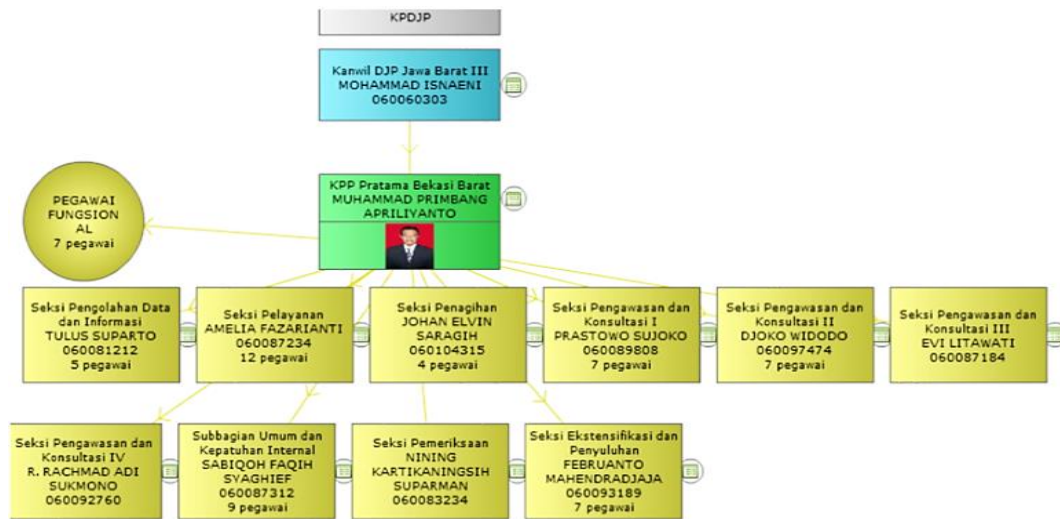 KPDJP
Kanwil DJP Jawa Barat III
MOHAMMAD ISNAENI
060060303
KPP Pratama Bekasi Barat
MUHAMMAD PRIMBANG
APRILIYANTO
PEGAWAI
FUNGSION
AL
7 pegawai
Seksi Pengolahan Data
dan Informasi
TULUS SUPARTO
060081212
5 pegawai
Seksi Pelayanan
AMELIA FAZARIANTI
060087234
12 pegawai
Seksi Penagihan
JOHAN ELVIN
SARAGIH
060104315
4 pegawai
Seksi Pengawasan dan
Konsultasi I
PRASTOWO SUJOKO
060089808
7 pegawai
Seksi Pengawasan dan
Konsultasi II
DJOKO WIDODO
060097474
7 pegawai
Seksi Pengawasan dan
Konsultasi III
EVI LITAWATI
060087184
Seksi Pengawasan dan
Konsultasi IV
R. RACHMAD ADI
SUKMONO
060092760
Subbagian Umum dan
Kepatuhan Internal
SABIQOH FAQIH
SYAGHIEF
060087312
9 pegawai
Seksi Pemeriksaan
NINING
KARTIKANINGSIH
SUPARMAN
060083234
Seksi Ekstensifikasi dan
Penyuluhan
FEBRUANTO
MAHENDRADJAJA
060093189
7 pegawai